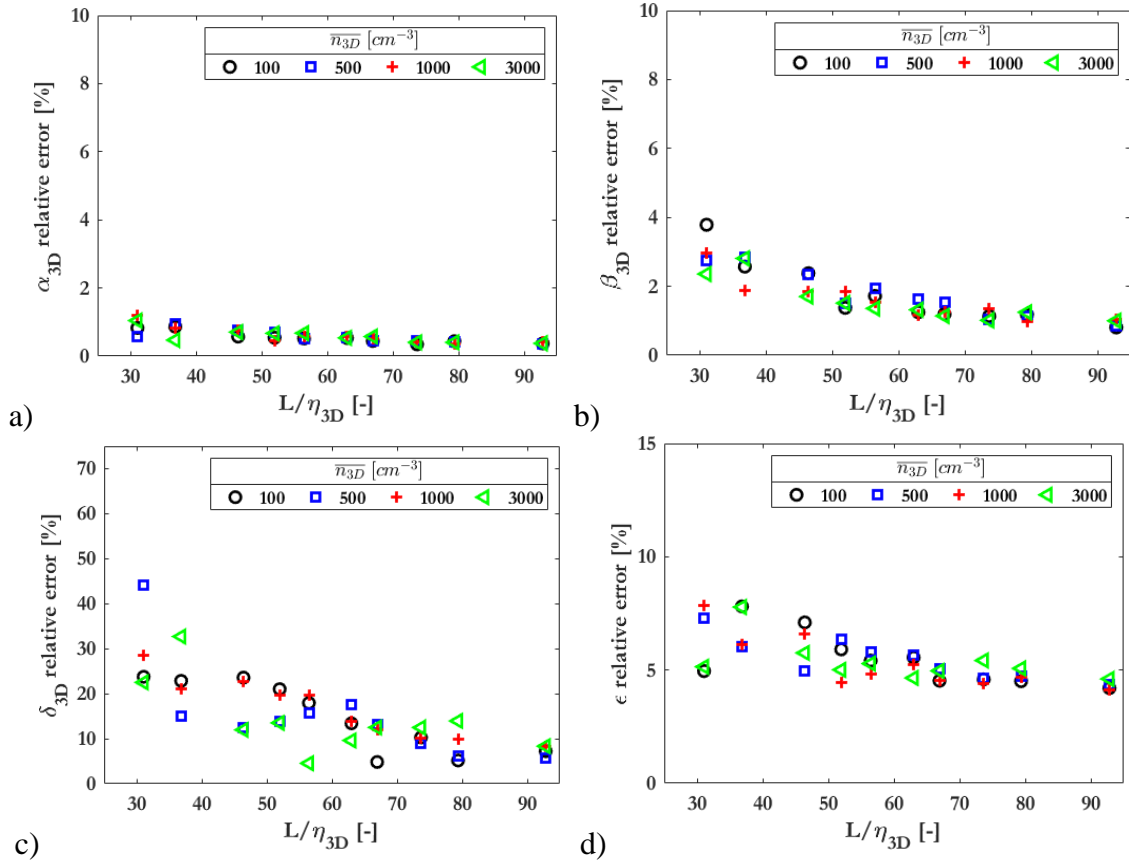 10
8
6
4
2
0
α3D relative error [%]
n3D [cm−3]
100 500 1000 3000
30 40 50 60 70 80 90
L/η3D [-]
a)
10
8
6
4
2
0
β3D relative error [%]
n3D [cm−3]
100 500 1000 3000
30 40 50 60 70 80 90
L/η3D [-]
b)
70
60
50
40
30
20
10
0
δ3D relative error [%]
n3D [cm−3]
100 500 1000 3000
30 40 50 60 70 80 90
L/η3D [-]
c)
15
10
5
0
ϵ relative error [%]
n3D [cm−3]
100 500 1000 3000
30 40 50 60 70 80 90
L/η3D [-]
d)